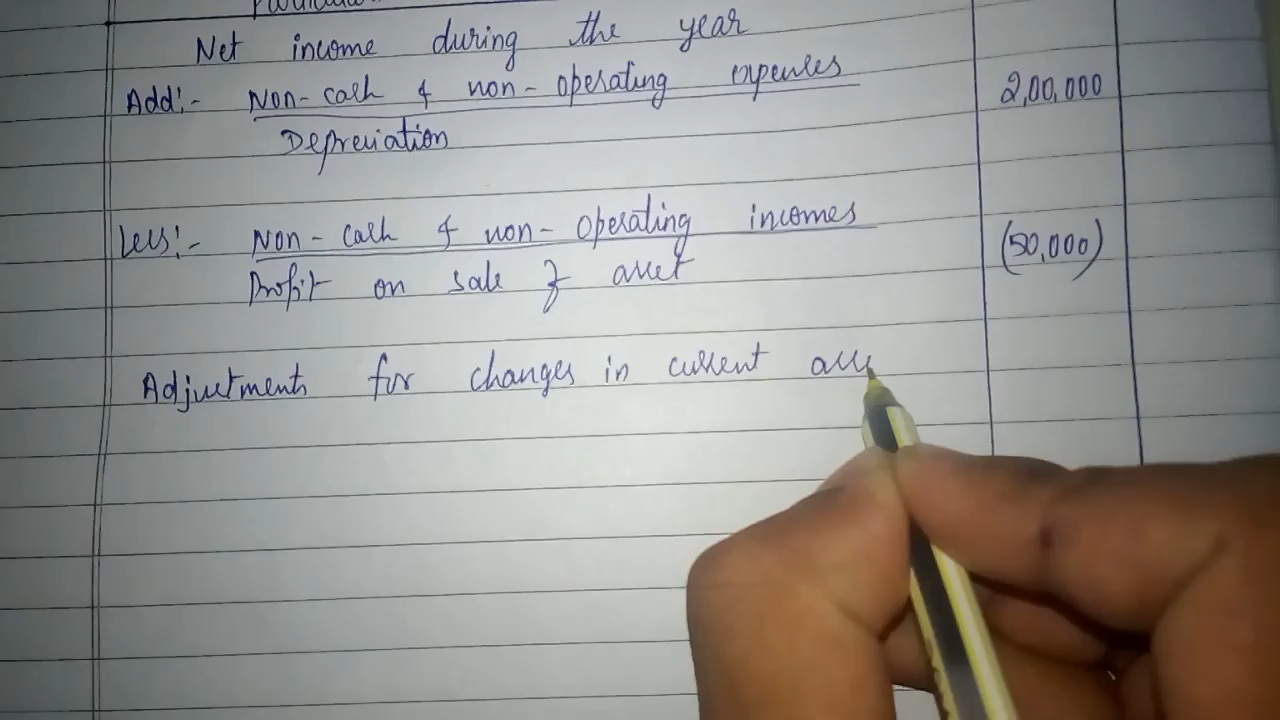 Net income during the year
Add:- Non-cash & non-operating expenses 2,00,000
Depreciation
Less:- Non-cash & non-operating incomes (50,000)
Profit on sale of asset
Adjustments for changes in current